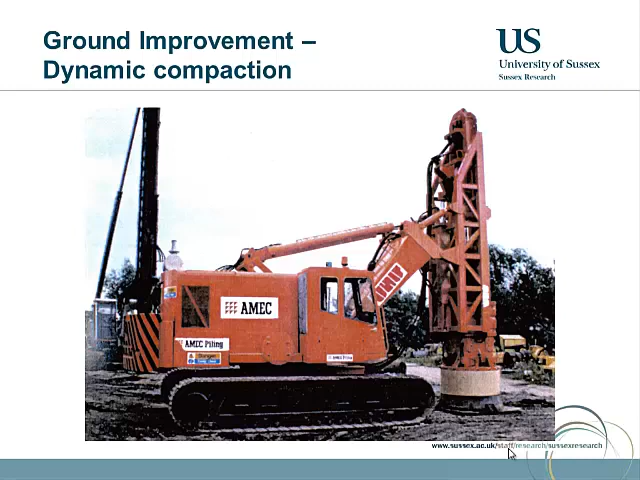 Ground Improvement –
Dynamic compaction
US
University of Sussex
Sussex Research
AMEC
AMEC Piling
www.sussex.ac.uk/staff/research/sussexresearch